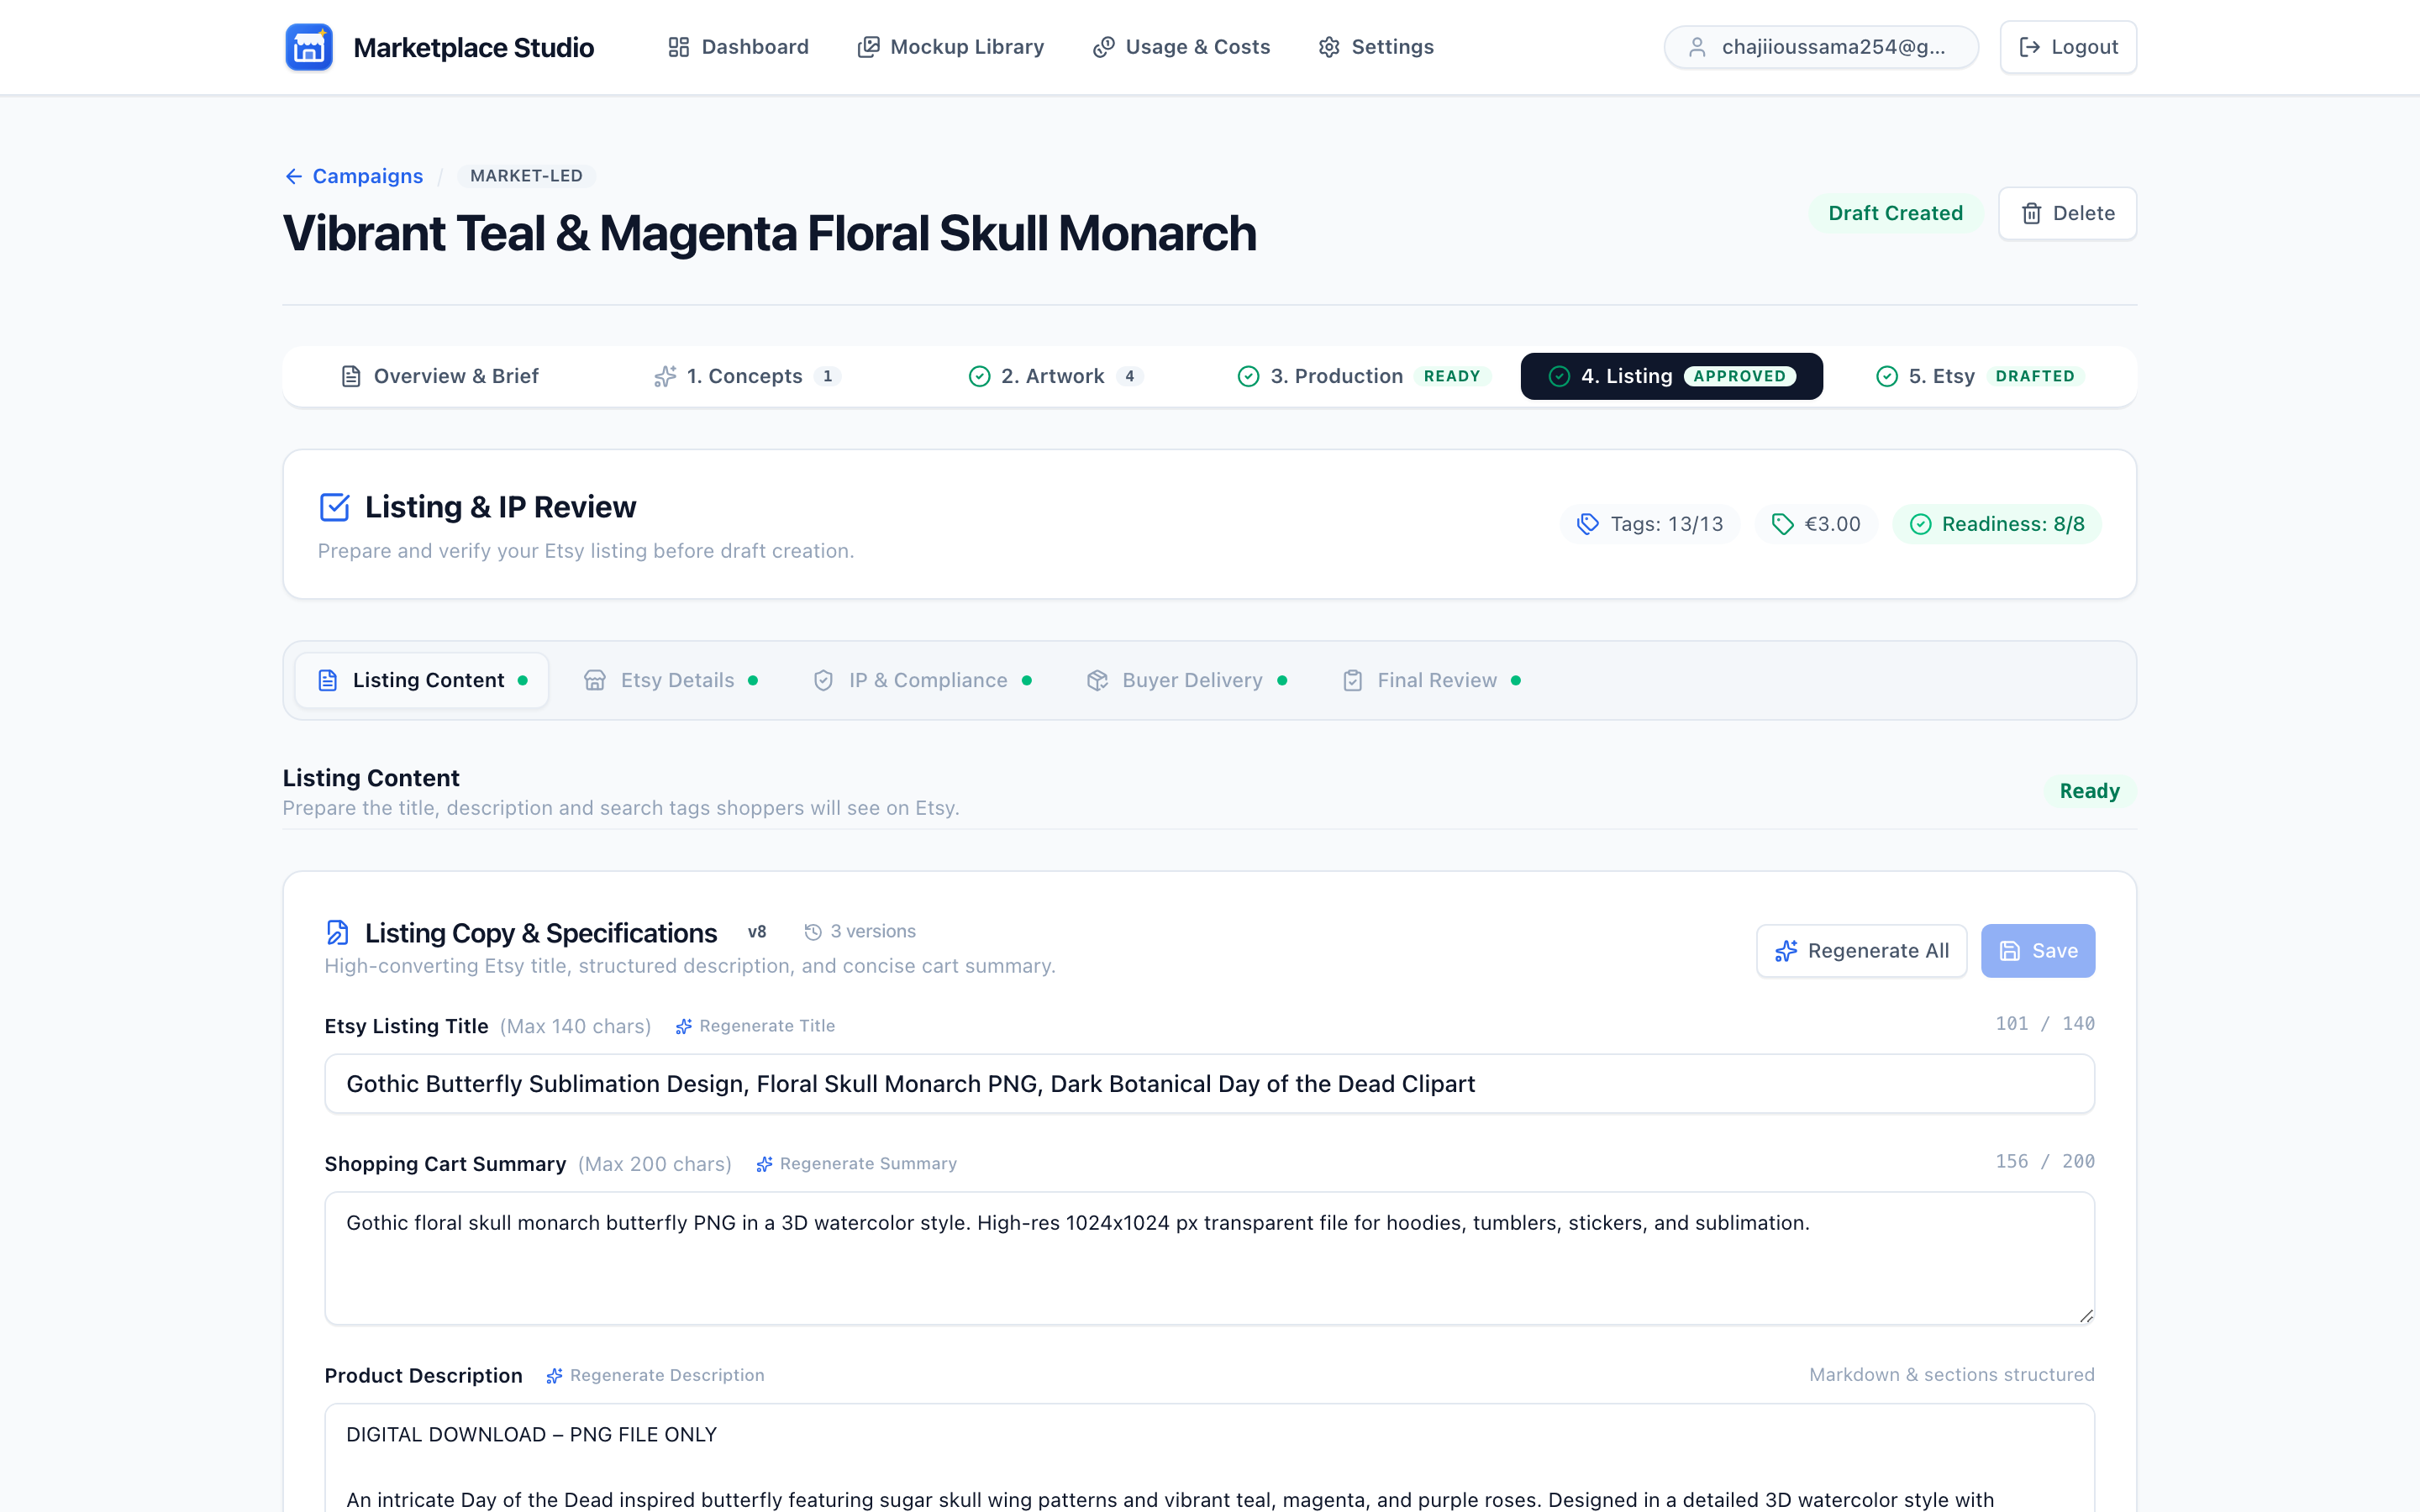 Marketplace Studio
Dashboard
Mockup Library
Usage & Costs
Settings
chajiioussama254@g...
Logout
Campaigns / MARKET-LED
Vibrant Teal & Magenta Floral Skull Monarch
Draft Created
Delete
Overview & Brief
1. Concepts 1
2. Artwork 4
3. Production READY
4. Listing APPROVED
5. Etsy DRAFTED
Listing & IP Review
Prepare and verify your Etsy listing before draft creation.
Tags: 13/13
€3.00
Readiness: 8/8
Listing Content
Etsy Details
IP & Compliance
Buyer Delivery
Final Review
Listing Content
Prepare the title, description and search tags shoppers will see on Etsy.
Ready
Listing Copy & Specifications v8 3 versions
High-converting Etsy title, structured description, and concise cart summary.
Regenerate All
Save
Etsy Listing Title (Max 140 chars) Regenerate Title 101 / 140
Gothic Butterfly Sublimation Design, Floral Skull Monarch PNG, Dark Botanical Day of the Dead Clipart
Shopping Cart Summary (Max 200 chars) Regenerate Summary 156 / 200
Gothic floral skull monarch butterfly PNG in a 3D watercolor style. High-res 1024x1024 px transparent file for hoodies, tumblers, stickers, and sublimation.
Product Description Regenerate Description Markdown & sections structured
DIGITAL DOWNLOAD – PNG FILE ONLY
An intricate Day of the Dead inspired butterfly featuring sugar skull wing patterns and vibrant teal, magenta, and purple roses. Designed in a detailed 3D watercolor style with